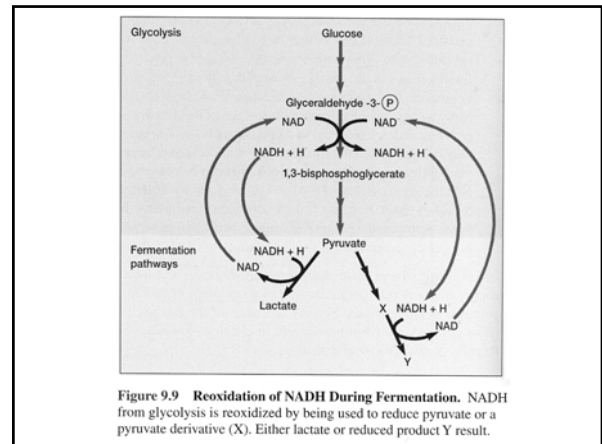 Glycolysis
Glucose
Glyceraldehyde -3- P
NAD NAD
NADH + H NADH + H
1,3-bisphosphoglycerate
Fermentation
pathways
Pyruvate
NADH + H
NAD
Lactate
X NADH + H
NAD
Y
Figure 9.9 Reoxidation of NADH During Fermentation. NADH
from glycolysis is reoxidized by being used to reduce pyruvate or a
pyruvate derivative (X). Either lactate or reduced product Y result.